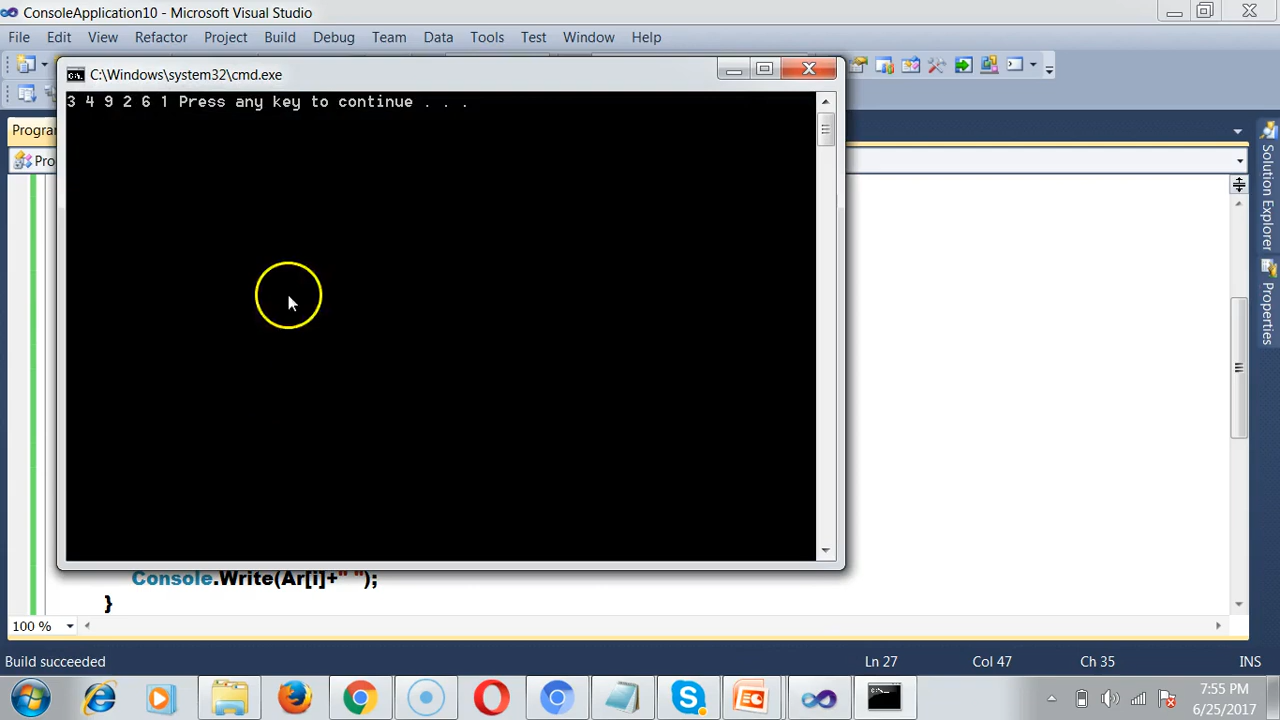 ConsoleApplication10 - Microsoft Visual Studio
File Edit View Refactor Project Build Debug Team Data Tools Test Window Help
C:\Windows\system32\cmd.exe
3 4 9 2 6 1 Press any key to continue . . .
Solution Explorer
Properties
Console.Write(Ar[i]+" ");
}
100 %
Build succeeded Ln 27 Col 47 Ch 35 INS
7:55 PM
6/25/2017